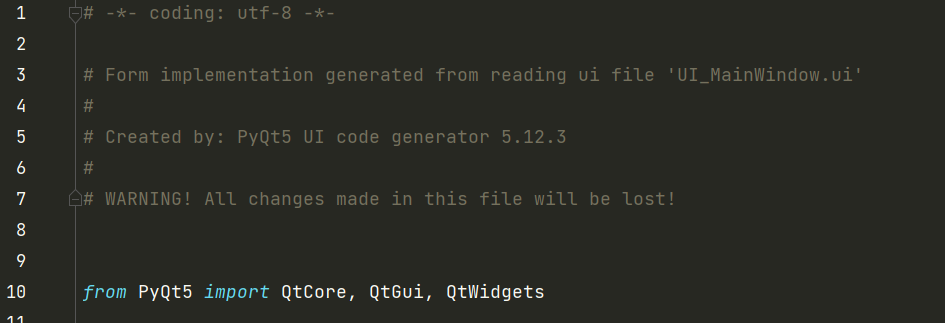 1 # -*- coding: utf-8 -*-
2
3 # Form implementation generated from reading ui file 'UI_MainWindow.ui'
4 #
5 # Created by: PyQt5 UI code generator 5.12.3
6 #
7 # WARNING! All changes made in this file will be lost!
8
9
10 from PyQt5 import QtCore, QtGui, QtWidgets
11